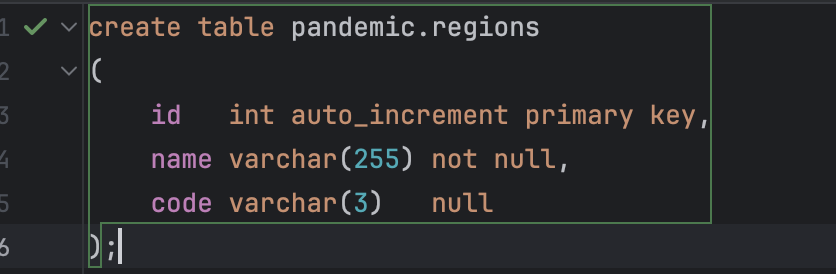 1 create table pandemic.regions
2 (
3     id   int auto_increment primary key,
4     name varchar(255) not null,
5     code varchar(3)   null
6 );